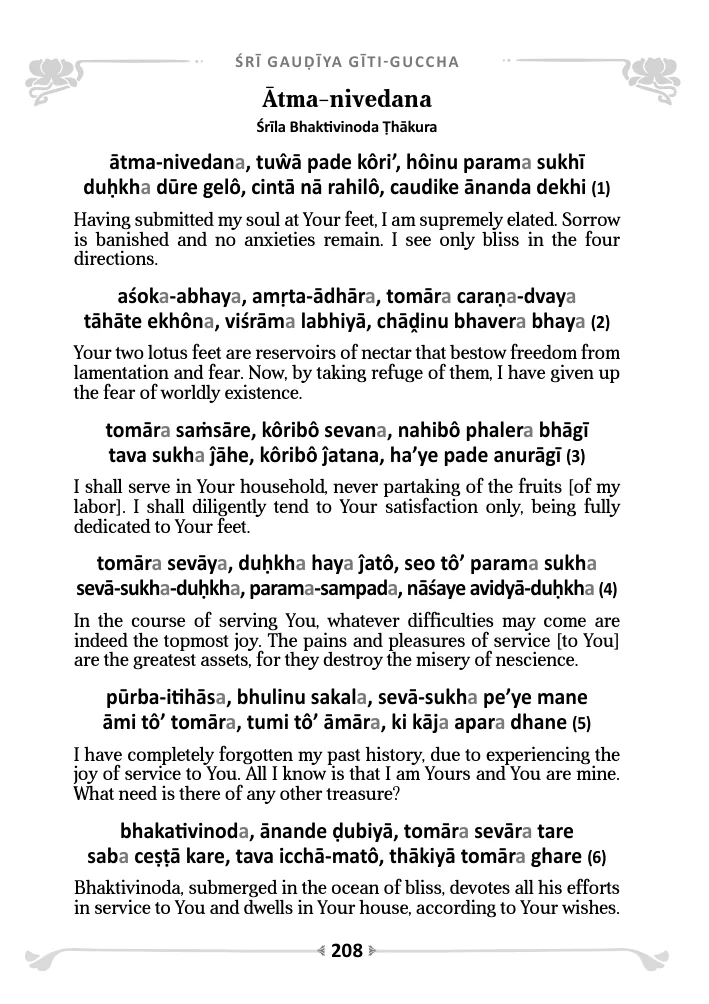 ŚRĪ GAUḌĪYA GĪTI-GUCCHA
Ātma-nivedana
Śrīla Bhaktivinoda Ṭhākura
ātma-nivedana, tuŵā pade kôri’, hôinu parama sukhī
duḥkha dūre gelô, cintā nā rahilô, caudike ānanda dekhi (1)
Having submitted my soul at Your feet, I am supremely elated. Sorrow
is banished and no anxieties remain. I see only bliss in the four
directions.
aśoka-abhaya, amṛta-ādhāra, tomāra caraṇa-dvaya
tāhāte ekhôna, viśrāma labhiyā, chāḓinu bhavera bhaya (2)
Your two lotus feet are reservoirs of nectar that bestow freedom from
lamentation and fear. Now, by taking refuge of them, I have given up
the fear of worldly existence.
tomāra saṁsāre, kôribô sevana, nahibô phalera bhāgī
tava sukha ĵāhe, kôribô ĵatana, ha’ye pade anurāgī (3)
I shall serve in Your household, never partaking of the fruits [of my
labor]. I shall diligently tend to Your satisfaction only, being fully
dedicated to Your feet.
tomāra sevāya, duḥkha haya ĵatô, seo tô’ parama sukha
sevā-sukha-duḥkha, parama-sampada, nāśaye avidyā-duḥkha (4)
In the course of serving You, whatever difficulties may come are
indeed the topmost joy. The pains and pleasures of service [to You]
are the greatest assets, for they destroy the misery of nescience.
pūrba-itihāsa, bhulinu sakala, sevā-sukha pe’ye mane
āmi tô’ tomāra, tumi tô’ āmāra, ki kāja apara dhane (5)
I have completely forgotten my past history, due to experiencing the
joy of service to You. All I know is that I am Yours and You are mine.
What need is there of any other treasure?
bhakativinoda, ānande ḍubiyā, tomāra sevāra tare
saba ceṣṭā kare, tava icchā-matô, thākiyā tomāra ghare (6)
Bhaktivinoda, submerged in the ocean of bliss, devotes all his efforts
in service to You and dwells in Your house, according to Your wishes.
208